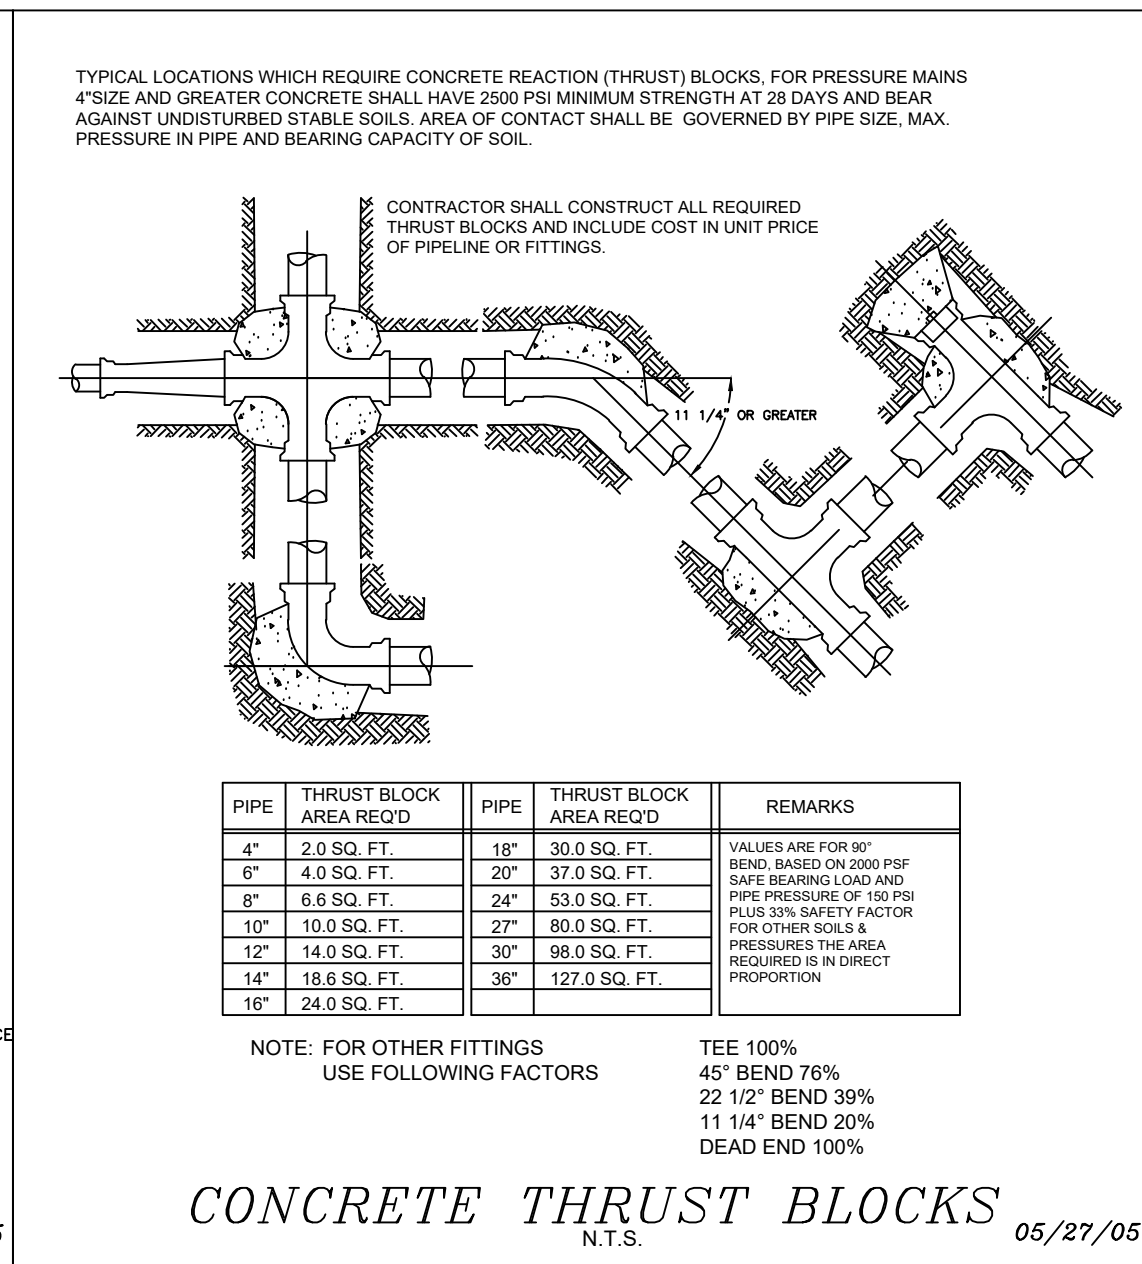 TYPICAL LOCATIONS WHICH REQUIRE CONCRETE REACTION (THRUST) BLOCKS, FOR PRESSURE MAINS
4"SIZE AND GREATER CONCRETE SHALL HAVE 2500 PSI MINIMUM STRENGTH AT 28 DAYS AND BEAR
AGAINST UNDISTURBED STABLE SOILS. AREA OF CONTACT SHALL BE GOVERNED BY PIPE SIZE, MAX.
PRESSURE IN PIPE AND BEARING CAPACITY OF SOIL.
CONTRACTOR SHALL CONSTRUCT ALL REQUIRED
THRUST BLOCKS AND INCLUDE COST IN UNIT PRICE
OF PIPELINE OR FITTINGS.
11 1/4" OR GREATER
PIPE THRUST BLOCK AREA REQ'D PIPE THRUST BLOCK AREA REQ'D REMARKS
4" 2.0 SQ. FT. 18" 30.0 SQ. FT.
6" 4.0 SQ. FT. 20" 37.0 SQ. FT.
8" 6.6 SQ. FT. 24" 53.0 SQ. FT.
10" 10.0 SQ. FT. 27" 80.0 SQ. FT.
12" 14.0 SQ. FT. 30" 98.0 SQ. FT.
14" 18.6 SQ. FT. 36" 127.0 SQ. FT.
16" 24.0 SQ. FT.
VALUES ARE FOR 90°
BEND, BASED ON 2000 PSF
SAFE BEARING LOAD AND
PIPE PRESSURE OF 150 PSI
PLUS 33% SAFETY FACTOR
FOR OTHER SOILS &
PRESSURES THE AREA
REQUIRED IS IN DIRECT
PROPORTION
CE
NOTE: FOR OTHER FITTINGS
USE FOLLOWING FACTORS
TEE 100%
45° BEND 76%
22 1/2° BEND 39%
11 1/4° BEND 20%
DEAD END 100%
CONCRETE THRUST BLOCKS
N.T.S.
05/27/05